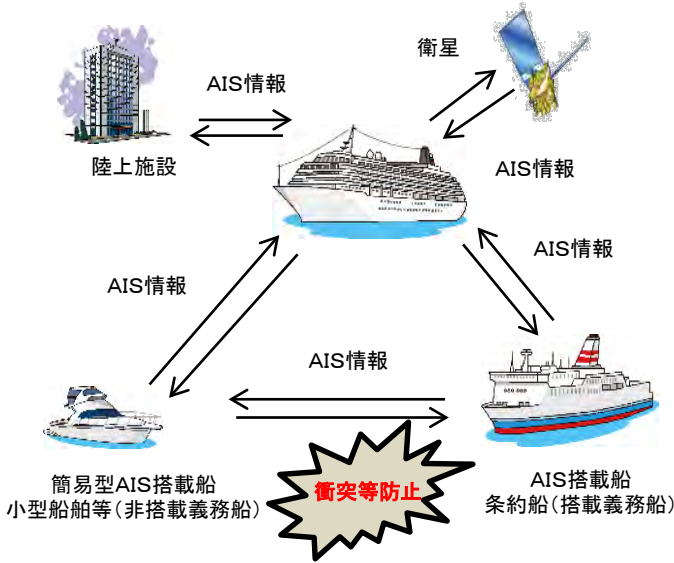 衛星
AIS情報
陸上施設
AIS情報
AIS情報
AIS情報
AIS情報
衝突等防止
簡易型AIS搭載船
小型船舶等(非搭載義務船)
AIS搭載船
条約船(搭載義務船)